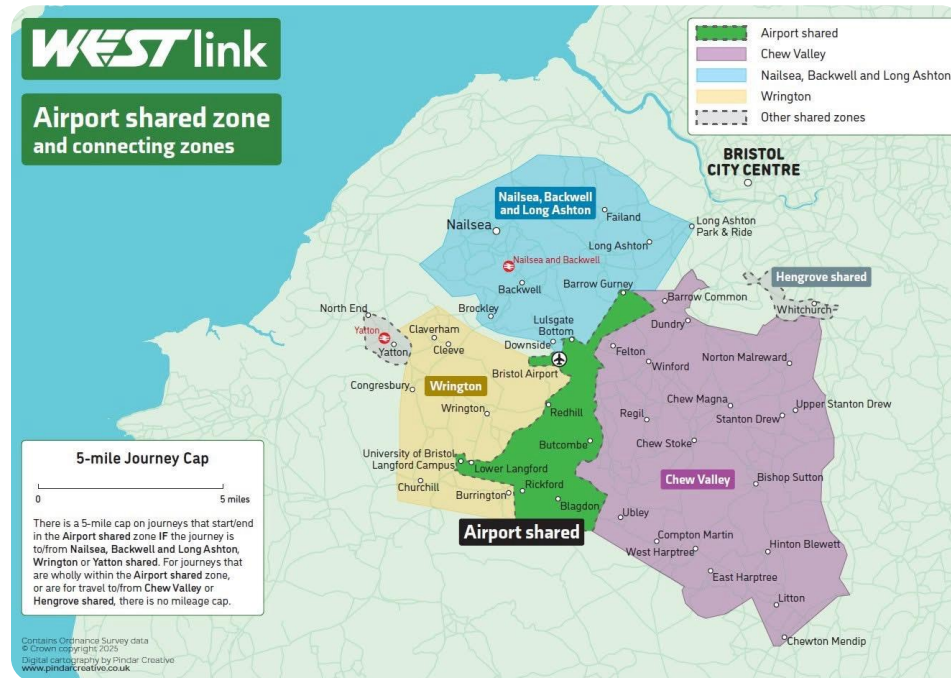 WESTlink
Airport shared zone
and connecting zones
Airport shared
Chew Valley
Nailsea, Backwell and Long Ashton
Wrington
Other shared zones
BRISTOL
CITY CENTRE
Nailsea, Backwell
and Long Ashton
Failand
Nailsea
Long Ashton
Park & Ride
Long Ashton
Nailsea and Backwell
Hengrove shared
Backwell
Barrow Gurney
Barrow Common
Whitchurch
North End
Brockley
Lulsgate
Bottom
Dundry
Yatton
Claverham
Yatton
Cleeve
Downside
Felton
Norton Malreward
Bristol Airport
Winford
Congresbury
Wrington
Wrington
Redhill
Chew Magna
Upper Stanton Drew
Regil
Stanton Drew
Butcombe
Chew Stoke
University of Bristol
Langford Campus
Lower Langford
Churchill
Rickford
Chew Valley
Bishop Sutton
Burrington
Blagdon
Ubley
Airport shared
Compton Martin
West Harptree
Hinton Blewett
East Harptree
Litton
Chewton Mendip
5-mile Journey Cap
0
5 miles
There is a 5-mile cap on journeys that start/end
in the Airport shared zone IF the journey is
to/from Nailsea, Backwell and Long Ashton,
Wrington or Yatton shared. For journeys that
are wholly within the Airport shared zone,
or are for travel to/from Chew Valley or
Hengrove shared, there is no mileage cap.
Contains Ordnance Survey data
© Crown copyright 2025
Digital cartography by Pindar Creative
www.pindarcreative.co.uk